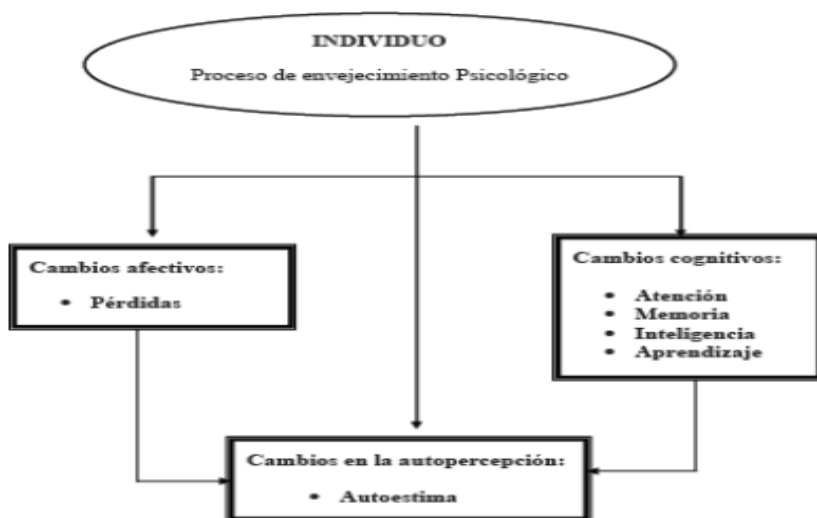 INDIVIDUO
Proceso de envejecimiento Psicológico
Cambios afectivos:
• Pérdidas
Cambios cognitivos:
• Atención
• Memoria
• Inteligencia
• Aprendizaje
Cambios en la autopercepción:
• Autoestima